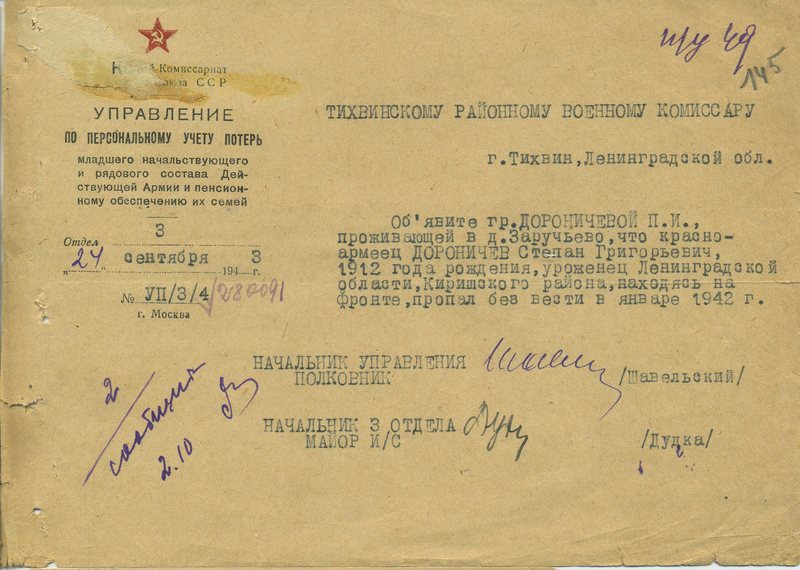 п/у 49
145
й Комиссариат
оюза ССР
УПРАВЛЕНИЕ
ПО ПЕРСОНАЛЬНОМУ УЧЕТУ ПОТЕРЬ
младшего начальствующего
и рядового состава Дей-
ствующей Армии и пенсион-
ному обеспечению их семей
Отдел 3
„24“ сентября 1943 г.
№ УП/3/4/280091
г. Москва
ТИХВИНСКОМУ РАЙОННОМУ ВОЕННОМУ КОМИССАРУ
г.Тихвин,Ленинградской обл.
Об'явите гр.ДОРОНИЧЕВОЙ П.И.,
проживающей в д.Заручьево,что красно-
армеец ДОРОНИЧЕВ Степан Григорьевич,
1912 года рождения,уроженец Ленинградской
области,Киришского района,находясь на
фронте,пропал без вести в январе 1942 г.
НАЧАЛЬНИК УПРАВЛЕНИЯ
ПОЛКОВНИК /Шавельский/
НАЧАЛЬНИК 3 ОТДЕЛА
МАЙОР И/С /Дудка/
2
сообщить
2.10